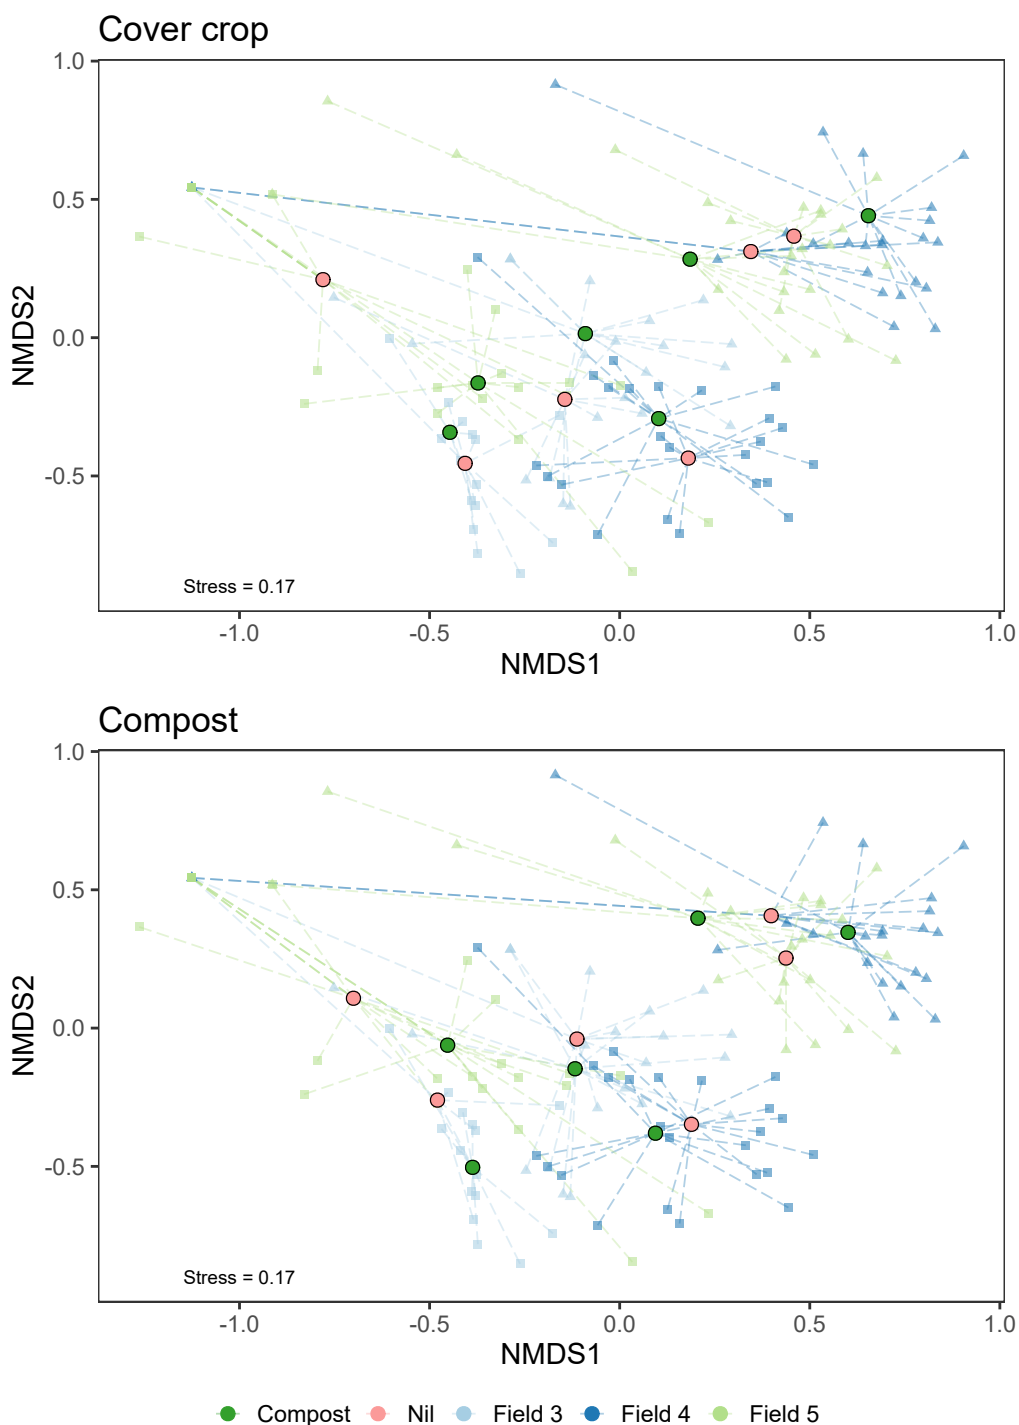 Cover crop
1.0
0.5
0.0
-0.5
NMDS2
Stress = 0.17
-1.0 -0.5 0.0 0.5 1.0
NMDS1
Compost
1.0
0.5
0.0
-0.5
NMDS2
Stress = 0.17
-1.0 -0.5 0.0 0.5 1.0
NMDS1
Compost Nil Field 3 Field 4 Field 5